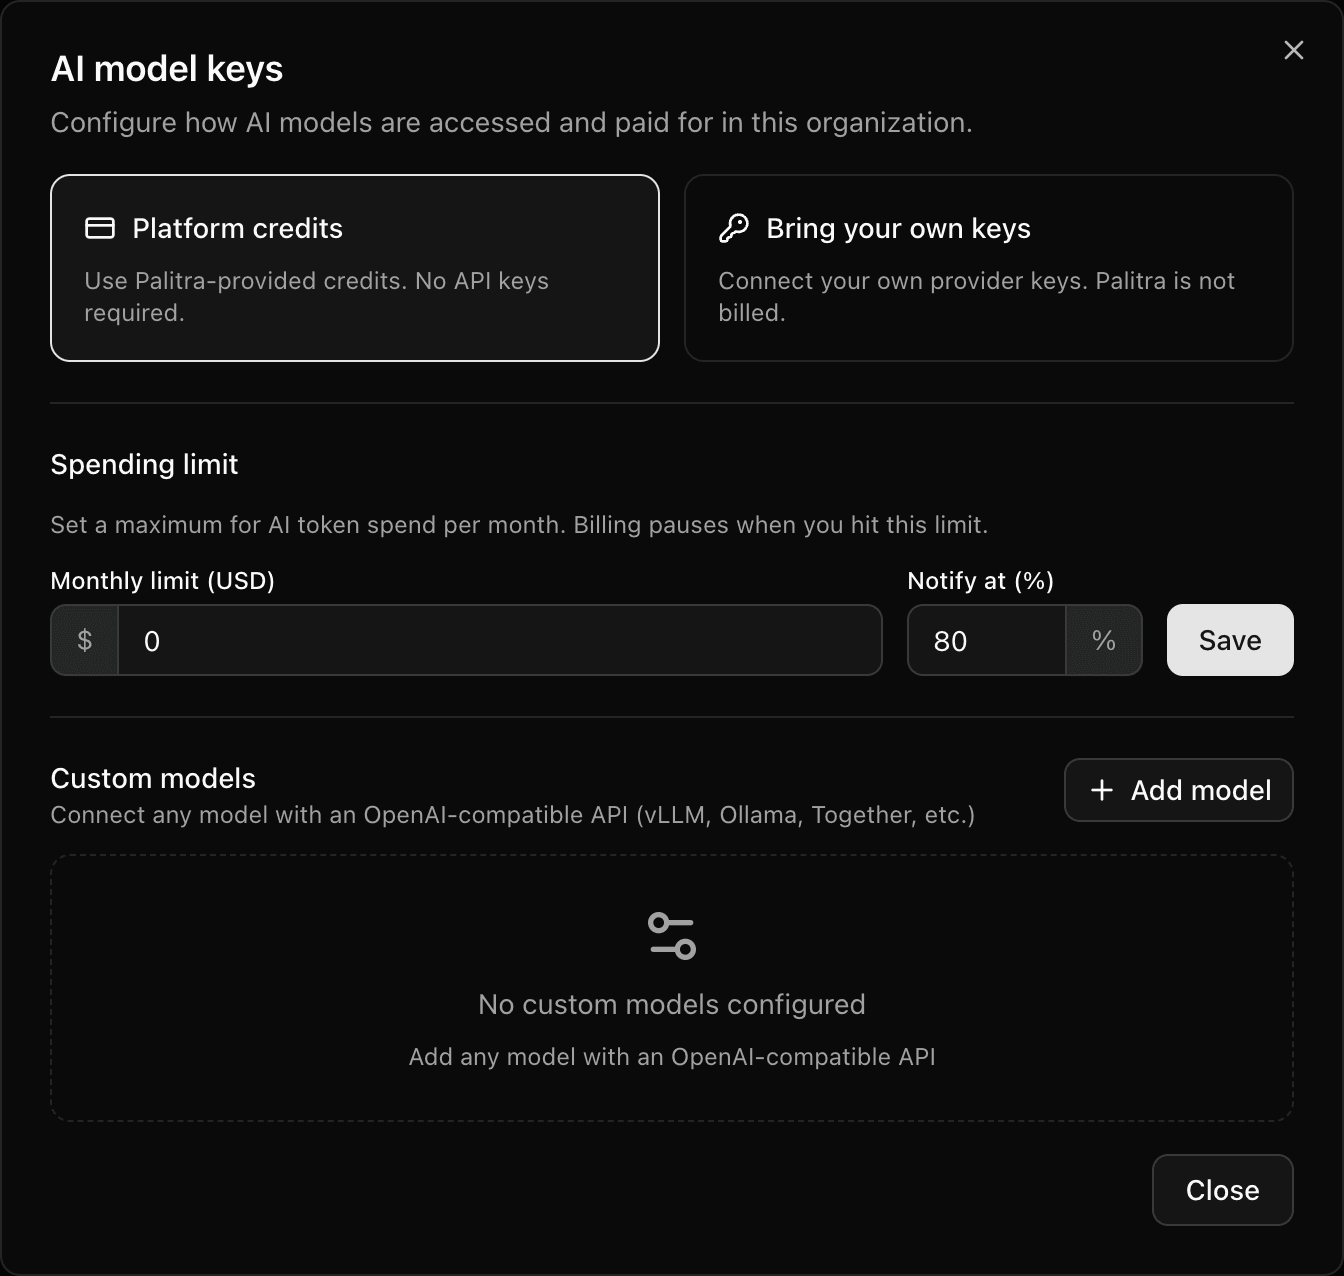 AI model keys
Configure how AI models are accessed and paid for in this organization.
Platform credits
Use Palitra-provided credits. No API keys
required.
Bring your own keys
Connect your own provider keys. Palitra is not
billed.
Spending limit
Set a maximum for AI token spend per month. Billing pauses when you hit this limit.
Monthly limit (USD)
$ 0
Notify at (%)
80 %
Save
Custom models
Connect any model with an OpenAI-compatible API (vLLM, Ollama, Together, etc.)
+ Add model
No custom models configured
Add any model with an OpenAI-compatible API
Close